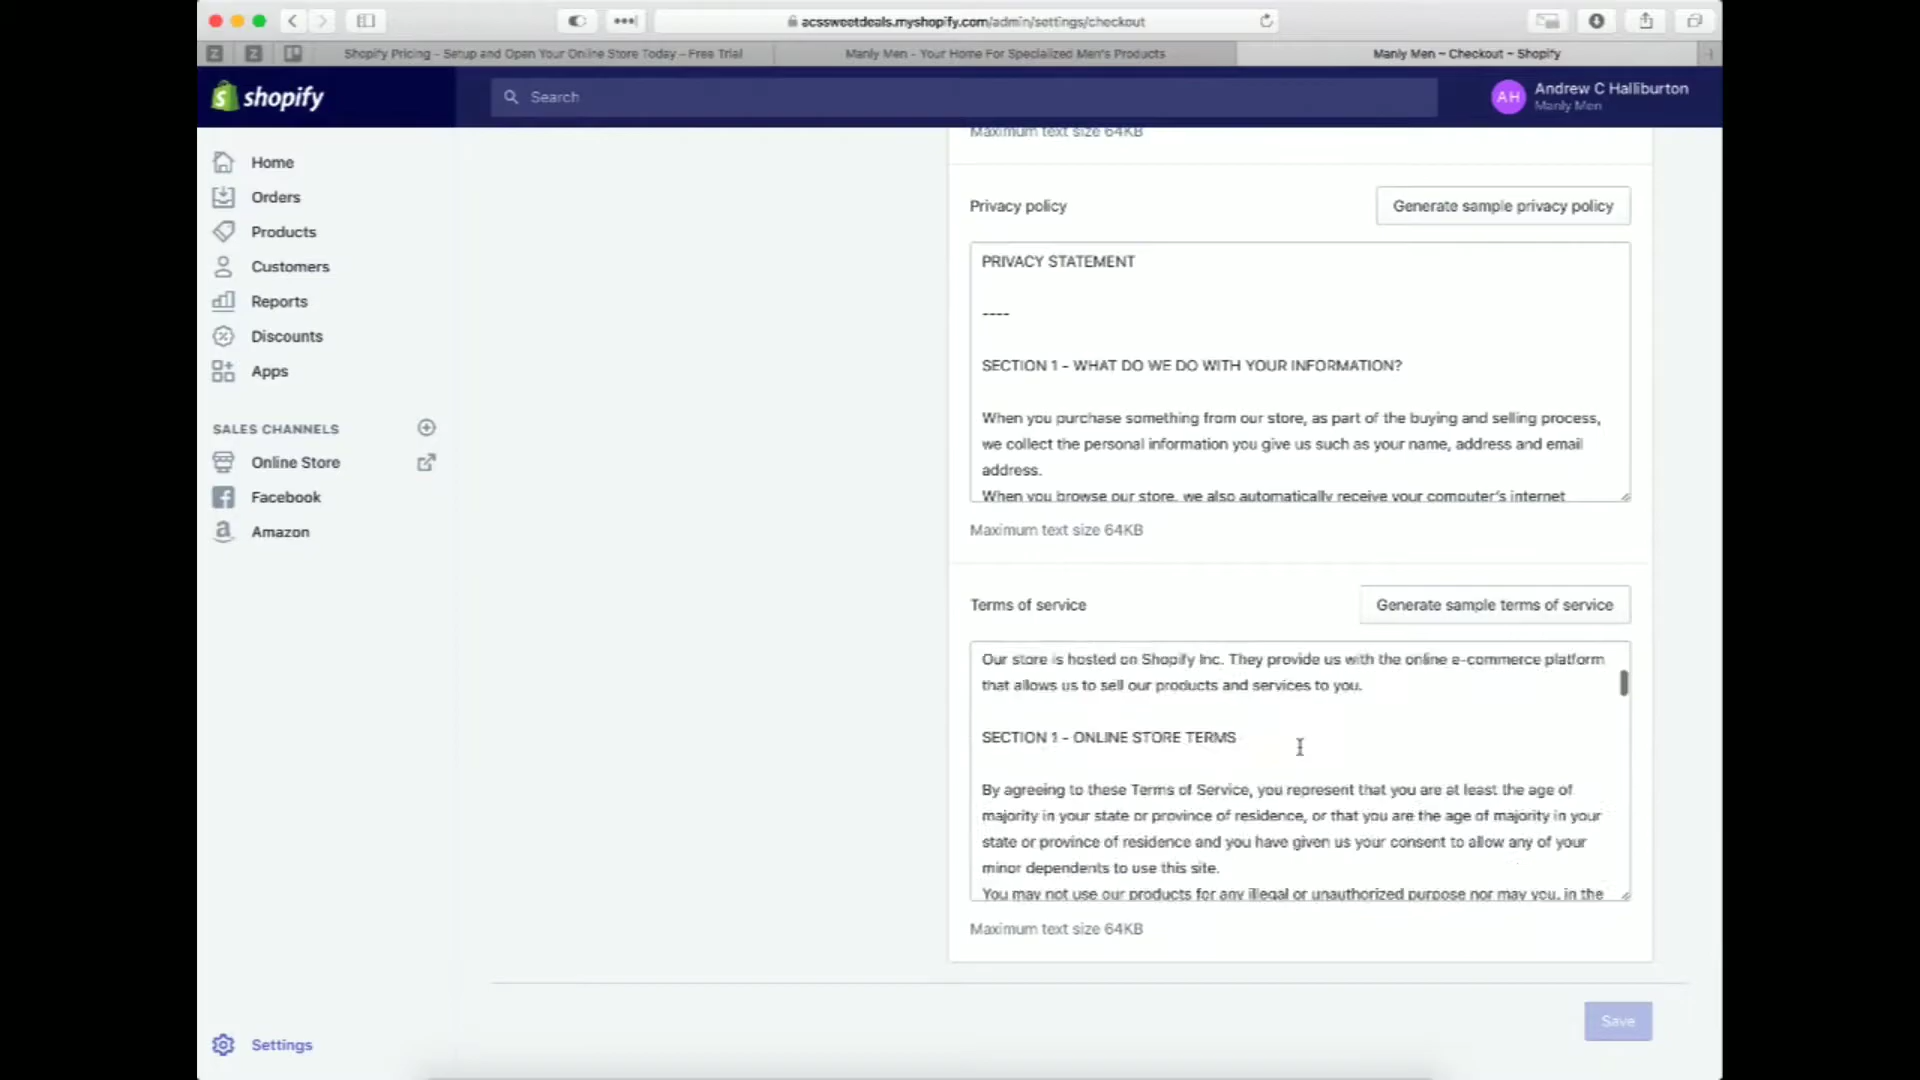 acssweetdeals.myshopify.com/admin/settings/checkout
Shopify Pricing - Setup and Open Your Online Store Today – Free Trial
Manly Men - Your Home For Specialized Men's Products
Manly Men ~ Checkout ~ Shopify
shopify
Search
AH
Andrew C Halliburton
Manly Men
Home
Orders
Products
Customers
Reports
Discounts
Apps
SALES CHANNELS
Online Store
Facebook
Amazon
Settings
Maximum text size 64KB
Privacy policy
Generate sample privacy policy
PRIVACY STATEMENT
----
SECTION 1 - WHAT DO WE DO WITH YOUR INFORMATION?
When you purchase something from our store, as part of the buying and selling process,
we collect the personal information you give us such as your name, address and email
address.
When you browse our store, we also automatically receive your computer's internet
Maximum text size 64KB
Terms of service
Generate sample terms of service
Our store is hosted on Shopify Inc. They provide us with the online e-commerce platform
that allows us to sell our products and services to you.
SECTION 1 - ONLINE STORE TERMS
By agreeing to these Terms of Service, you represent that you are at least the age of
majority in your state or province of residence, or that you are the age of majority in your
state or province of residence and you have given us your consent to allow any of your
minor dependents to use this site.
You may not use our products for any illegal or unauthorized purpose nor may you, in the
Maximum text size 64KB
Save